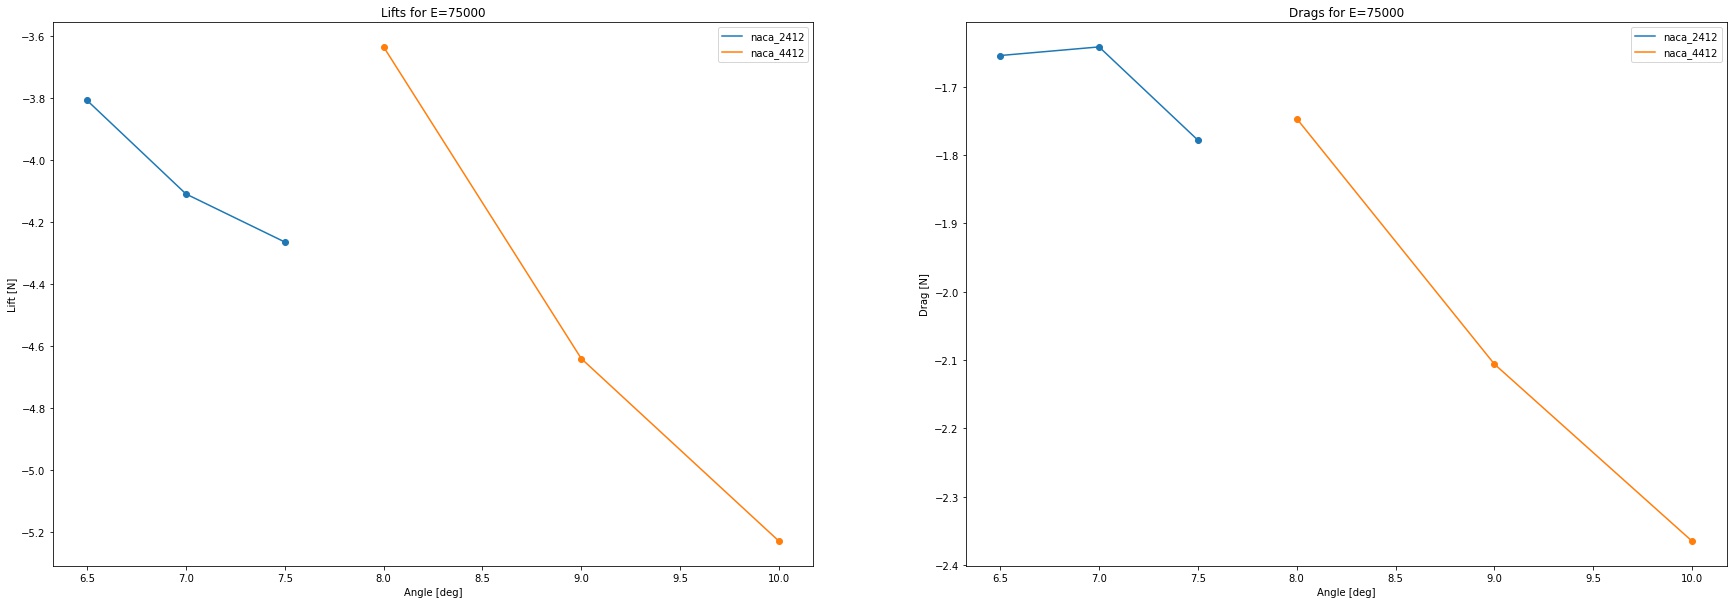 Lifts for E=75000
naca_2412
naca_4412
Lift [N]
−3.6
−3.8
−4.0
−4.2
−4.4
−4.6
−4.8
−5.0
−5.2
6.5 7.0 7.5 8.0 8.5 9.0 9.5 10.0
Angle [deg]
Drags for E=75000
naca_2412
naca_4412
Drag [N]
−1.7
−1.8
−1.9
−2.0
−2.1
−2.2
−2.3
−2.4
6.5 7.0 7.5 8.0 8.5 9.0 9.5 10.0
Angle [deg]